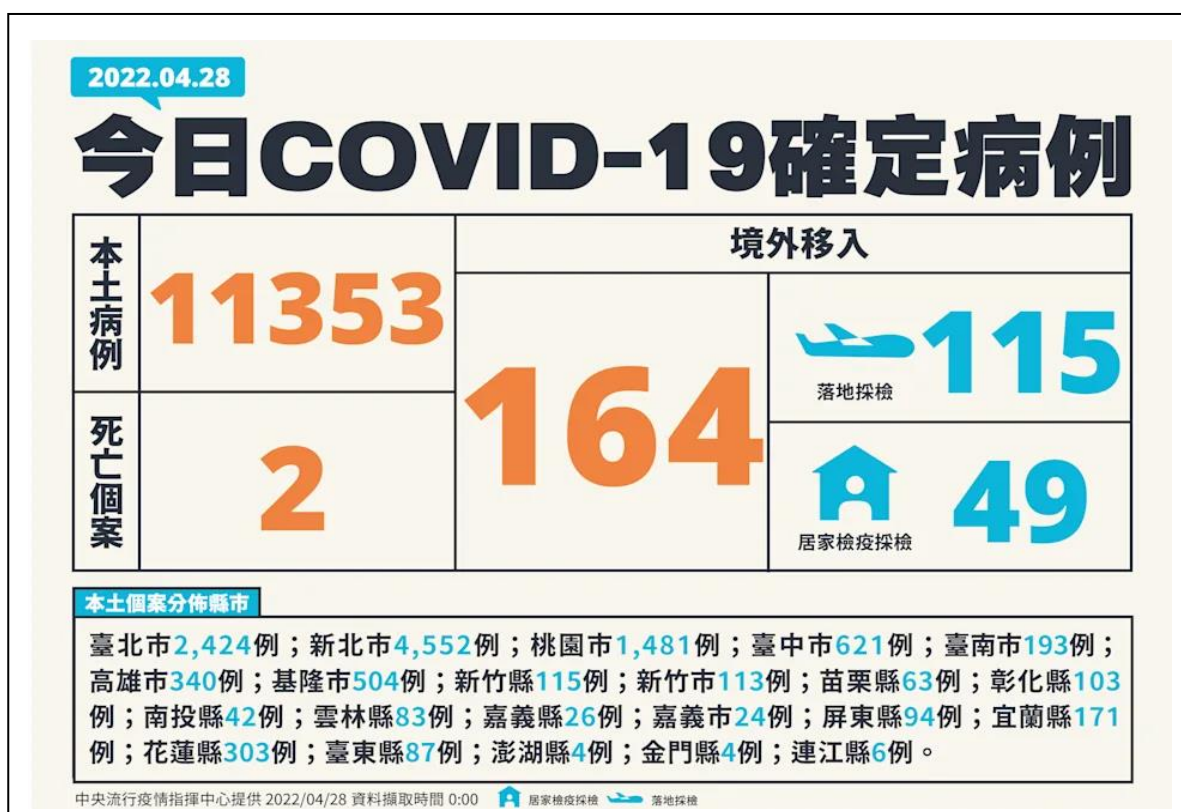 2022.04.28
今日COVID-19確定病例
本土病例
11353
死亡個案
2
境外移入
164
115
落地採檢
49
居家檢疫採檢
本土個案分佈縣市
臺北市2,424例；新北市4,552例；桃園市1,481例；臺中市621例；臺南市193例；
高雄市340例；基隆市504例；新竹縣115例；新竹市113例；苗栗縣63例；彰化縣103
例；南投縣42例；雲林縣83例；嘉義縣26例；嘉義市24例；屏東縣94例；宜蘭縣171
例；花蓮縣303例；臺東縣87例；澎湖縣4例；金門縣4例；連江縣6例。
中央流行疫情指揮中心提供 2022/04/28 資料擷取時間 0:00 居家檢疫採檢 落地採檢